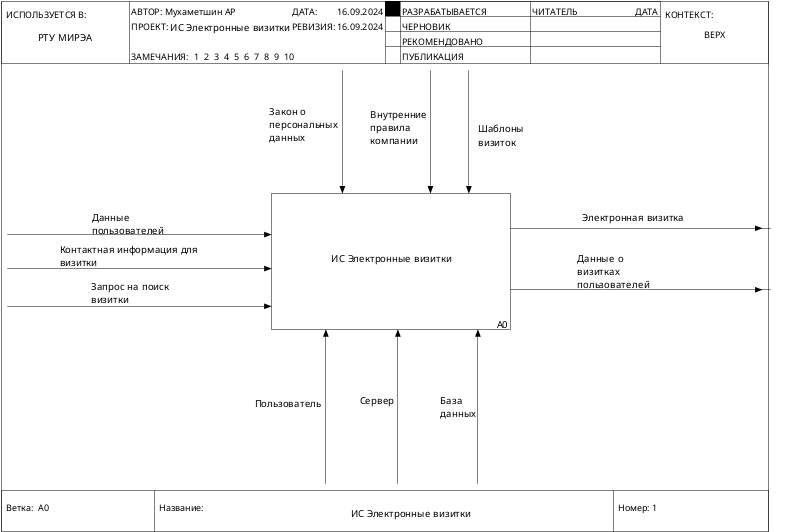 ИСПОЛЬЗУЕТСЯ В:
РТУ МИРЭА
АВТОР: Мухаметшин АР
ДАТА: 16.09.2024
ПРОЕКТ: ИС Электронные визитки
РЕВИЗИЯ: 16.09.2024
ЗАМЕЧАНИЯ: 1 2 3 4 5 6 7 8 9 10
РАЗРАБАТЫВАЕТСЯ
ЧЕРНОВИК
РЕКОМЕНДОВАНО
ПУБЛИКАЦИЯ
ЧИТАТЕЛЬ ДАТА
КОНТЕКСТ:
ВЕРХ
Закон о
персональных
данных
Внутренние
правила
компании
Шаблоны
визиток
Данные
пользователей
Контактная информация для
визитки
Запрос на поиск
визитки
ИС Электронные визитки
A0
Электронная визитка
Данные о
визитках
пользователей
Пользователь
Сервер
База
данных
Ветка: A0
Название:
ИС Электронные визитки
Номер: 1